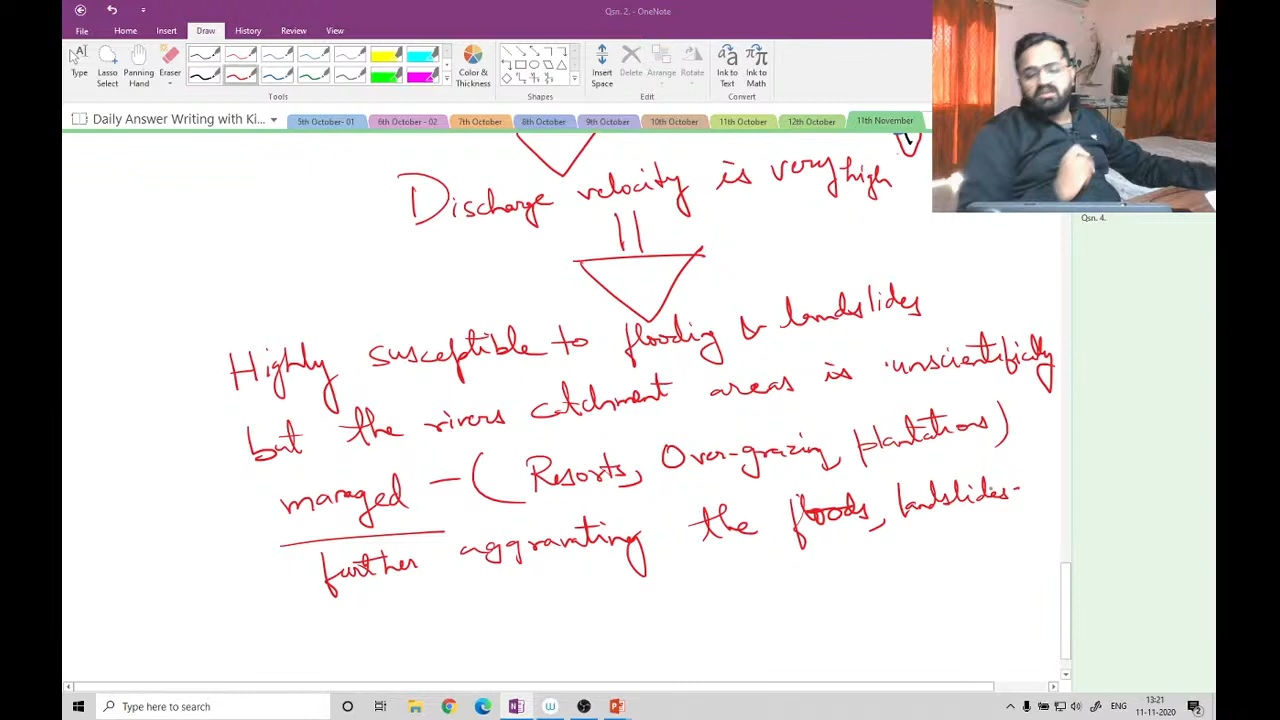 Qsn. 2. - OneNote
File Home Insert Draw History Review View
Type Lasso Select Panning Hand Eraser Color & Thickness Insert Space Delete Arrange Rotate Ink to Text Ink to Math
Tools Shapes Edit Convert
Daily Answer Writing with Ki... 5th October- 01 6th October - 02 7th October 8th October 9th October 10th October 11th October 12th October 11th November
Qsn. 4.
Discharge velocity is very high
Highly susceptible to floodig & landslides
but the rivers catchment areas is unscientificity
managed — ( Resorts, Over-grazing, plantations)
further aggravating the floods, landslides-
Type here to search
ENG 13:21
11-11-2020 2